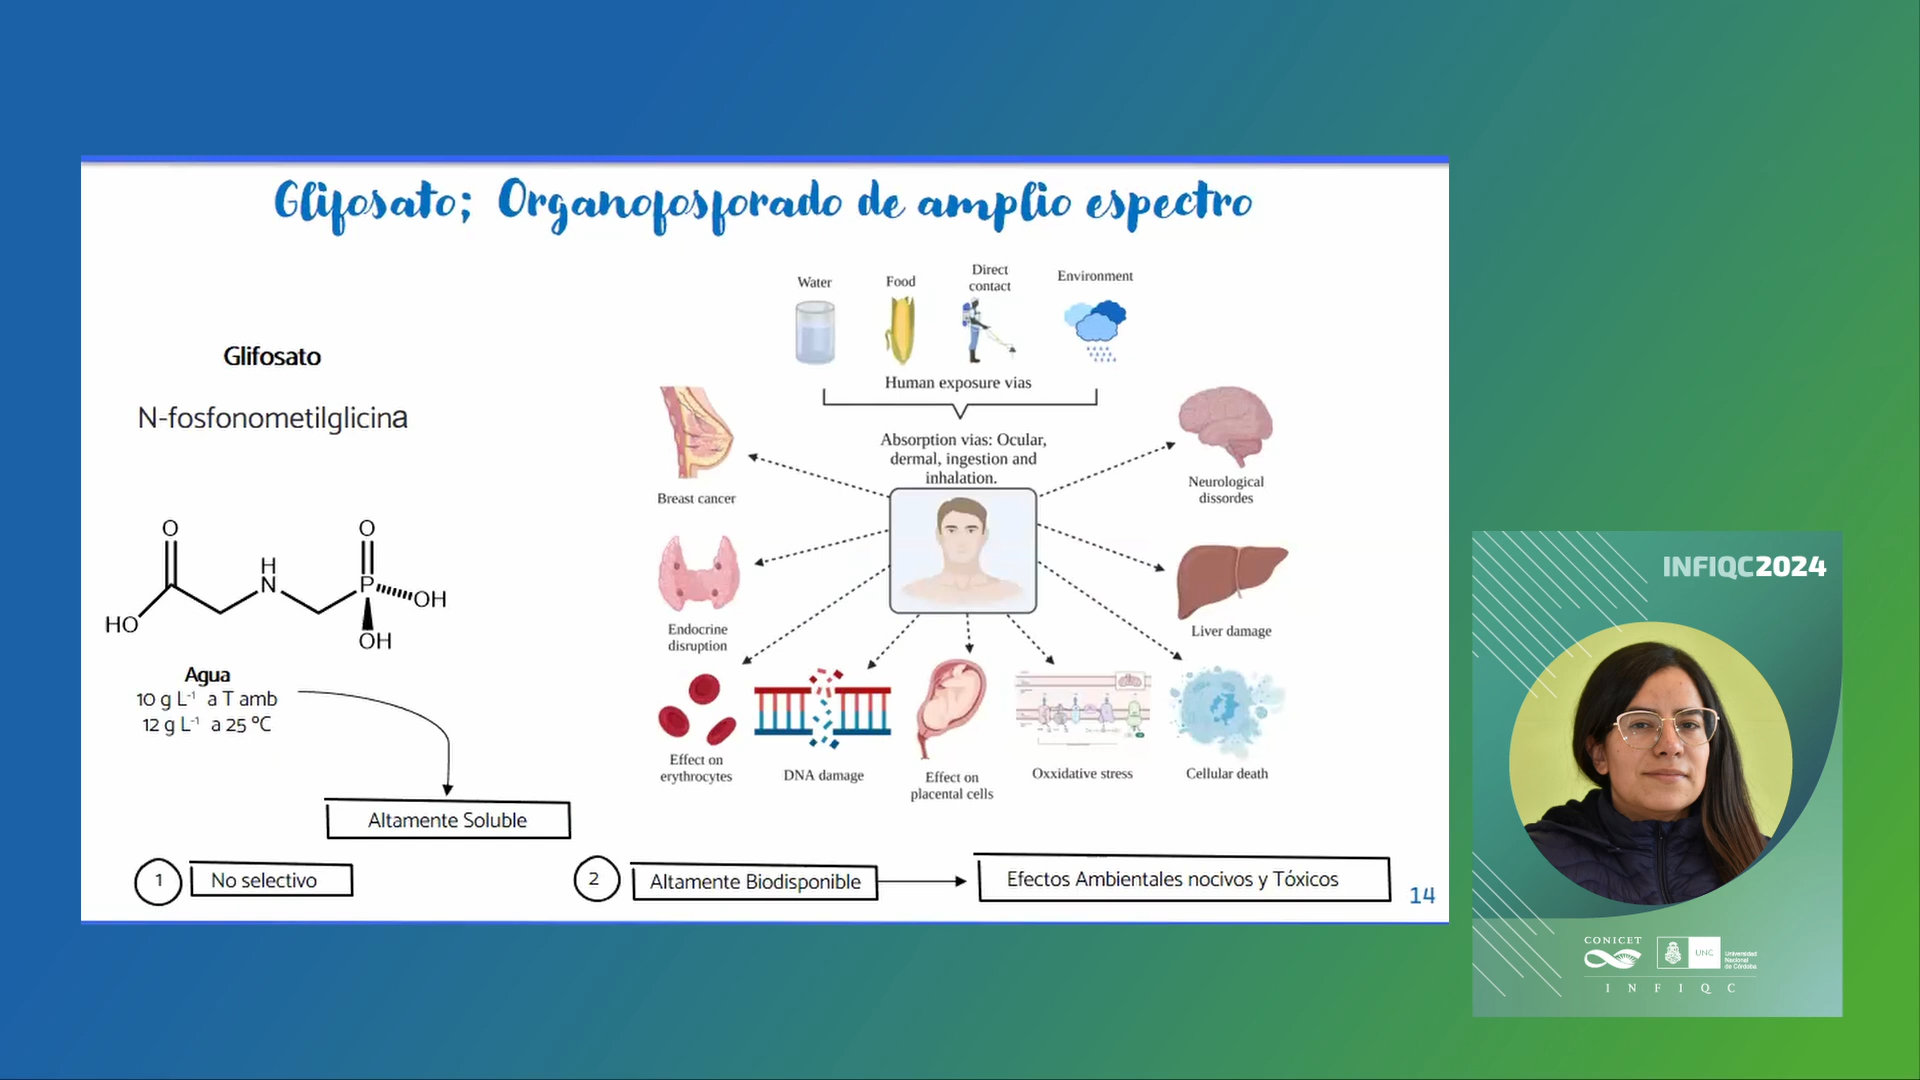 Glifosato; Organofosforado de amplio espectro
Glifosato
N-fosfonometilglicina
O
HO
H
N
O
P
OH
OH
Agua
10 g L⁻¹ a T amb
12 g L⁻¹ a 25 °C
Altamente Soluble
Water
Food
Direct
contact
Environment
Human exposure vias
Absorption vias: Ocular,
dermal, ingestion and
inhalation.
Breast cancer
Neurological
dissordes
Endocrine
disruption
Liver damage
Effect on
erythrocytes
DNA damage
Effect on
placental cells
Oxxidative stress
Cellular death
1
No selectivo
2
Altamente Biodisponible
Efectos Ambientales nocivos y Tóxicos
14
INFIQC2024
CONICET
UNC
Universidad
Nacional
de Córdoba
INFIQC